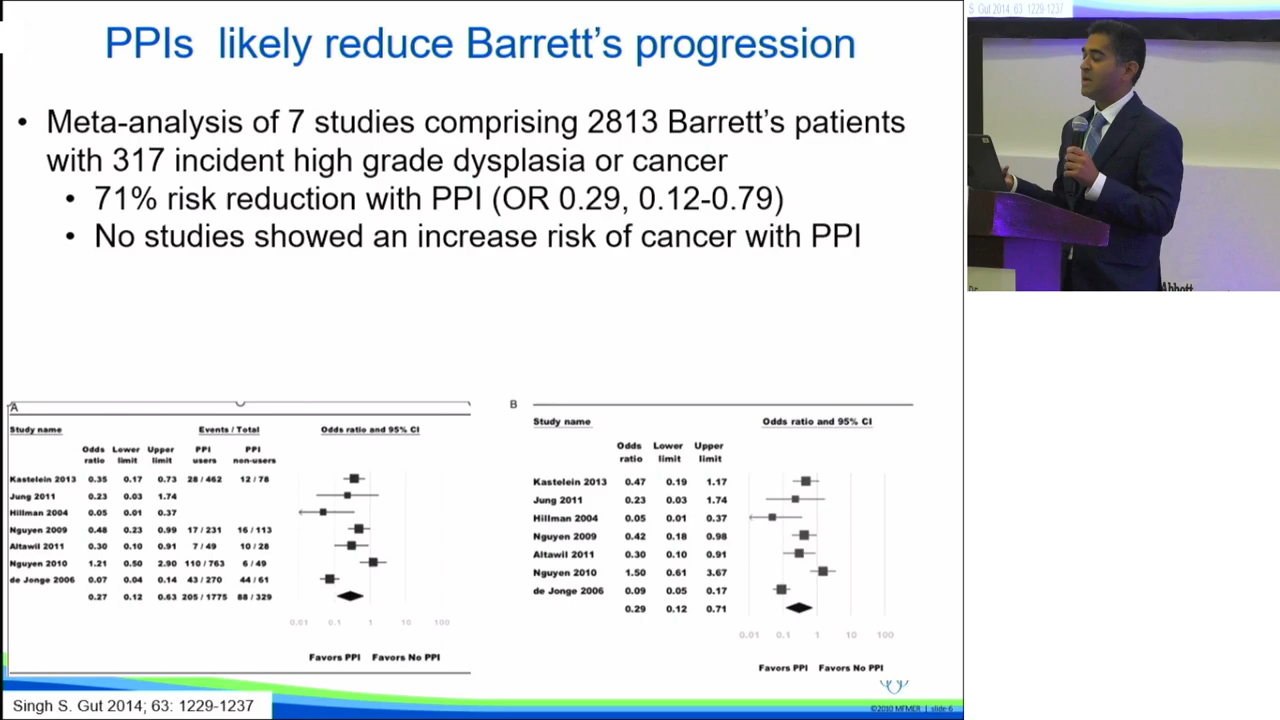 PPIs likely reduce Barrett's progression
• Meta-analysis of 7 studies comprising 2813 Barrett's patients
with 317 incident high grade dysplasia or cancer
• 71% risk reduction with PPI (OR 0.29, 0.12-0.79)
• No studies showed an increase risk of cancer with PPI
A
Study name Events / Total Odds ratio and 95% CI
Odds Lower Upper PPI PPI
ratio limit limit users non-users
Kastelein 2013 0.35 0.17 0.73 28 / 462 12 / 78
Jung 2011 0.23 0.03 1.74
Hillman 2004 0.05 0.01 0.37
Nguyen 2009 0.48 0.23 0.99 17 / 231 16 / 113
Altawil 2011 0.30 0.10 0.91 7 / 49 10 / 28
Nguyen 2010 1.21 0.50 2.90 110 / 763 6 / 49
de Jonge 2006 0.07 0.04 0.14 43 / 270 44 / 61
0.27 0.12 0.63 205 / 1775 88 / 329
0.01 0.1 1 10 100
Favors PPI Favors No PPI
B
Study name Odds ratio and 95% CI
Odds Lower Upper
ratio limit limit
Kastelein 2013 0.47 0.19 1.17
Jung 2011 0.23 0.03 1.74
Hillman 2004 0.05 0.01 0.37
Nguyen 2009 0.42 0.18 0.98
Altawil 2011 0.30 0.10 0.91
Nguyen 2010 1.50 0.61 3.67
de Jonge 2006 0.09 0.05 0.17
0.29 0.12 0.71
0.01 0.1 1 10 100
Favors PPI Favors No PPI
Singh S. Gut 2014; 63: 1229-1237
©2010 MFMER | slide-6
S. Gut 2014; 63: 1229-1237
Abbott